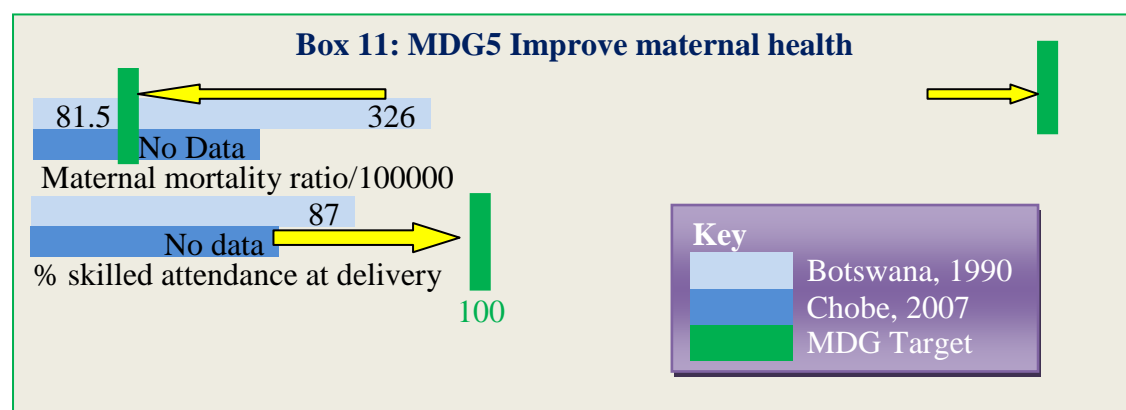 Box 11: MDG5 Improve maternal health
81.5 326
No Data
Maternal mortality ratio/100000
87
No data
% skilled attendance at delivery
100
Key
Botswana, 1990
Chobe, 2007
MDG Target